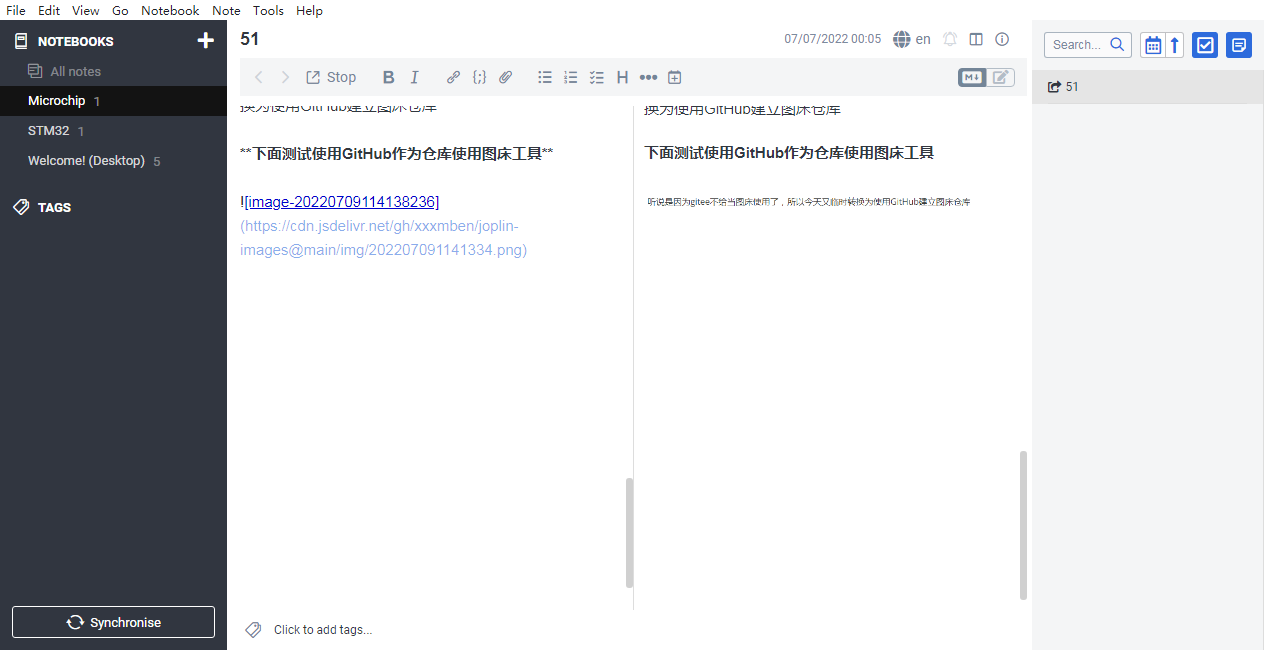 File Edit View Go Notebook Note Tools Help
NOTEBOOKS
All notes
Microchip 1
STM32 1
Welcome! (Desktop) 5
TAGS
Synchronise
51
07/07/2022 00:05 en
Stop
B I H
换为使用GitHub建立图床仓库
**下面测试使用GitHub作为仓库使用图床工具**
![image-20220709114138236]
(https://cdn.jsdelivr.net/gh/xxxmben/joplin-
images@main/img/202207091141334.png)
换为使用GitHub建立图床仓库
下面测试使用GitHub作为仓库使用图床工具
听说是因为gitee不给当图床使用了，所以今天又临时转换为使用GitHub建立图床仓库
Click to add tags...
Search...
51